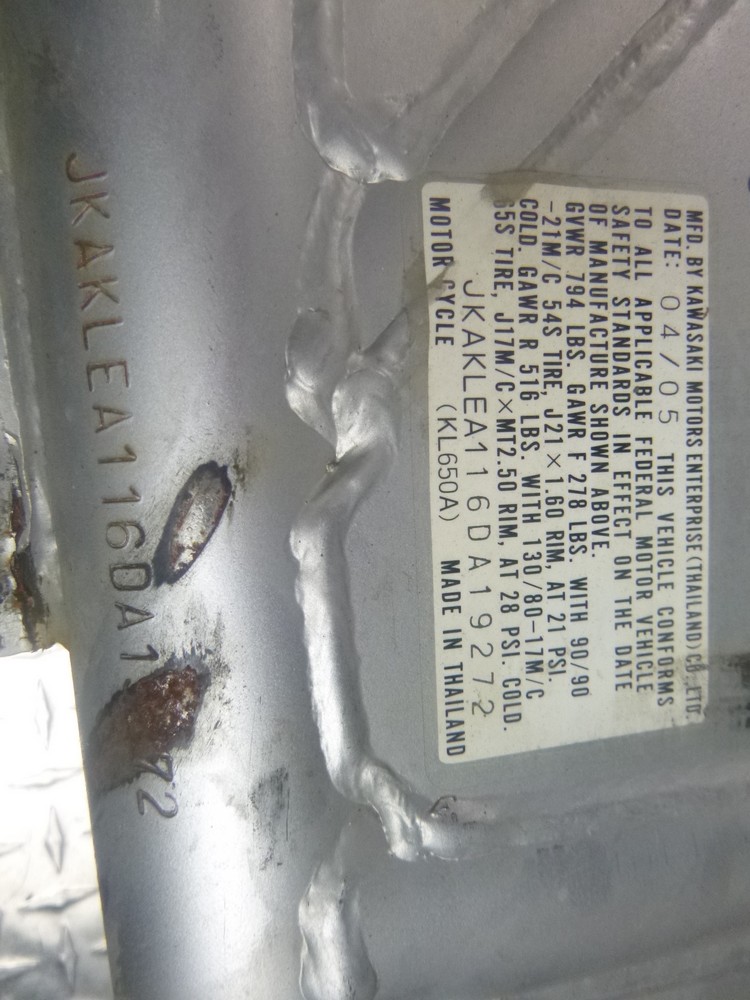 MFD. BY KAWASAKI MOTORS ENTERPRISE (THAILAND) CO., LTD.
DATE: 04/05 THIS VEHICLE CONFORMS
TO ALL APPLICABLE FEDERAL MOTOR VEHICLE
SAFETY STANDARDS IN EFFECT ON THE DATE
OF MANUFACTURE SHOWN ABOVE.
GVWR 794 LBS. GAWR F 278 LBS. WITH 90/90
-21M/C 54S TIRE, J21×1.60 RIM, AT 21 PSI.
COLD. GAWR R 516 LBS. WITH 130/80-17M/C
65S TIRE, J17M/C×MT2.50 RIM, AT 28 PSI. COLD.
JKAKLEA116DA19272
MOTORCYCLE (KL650A) MADE IN THAILAND
JKAKLEA116DA1 72